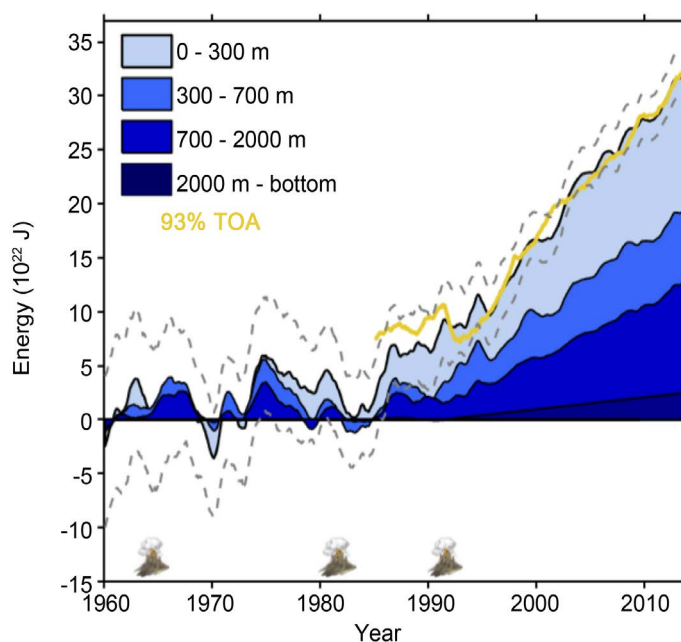 35
30
25
20
15
10
5
0
-5
-10
-15
Energy (10²² J)
0 - 300 m
300 - 700 m
700 - 2000 m
2000 m - bottom
93% TOA
1960 1970 1980 1990 2000 2010
Year